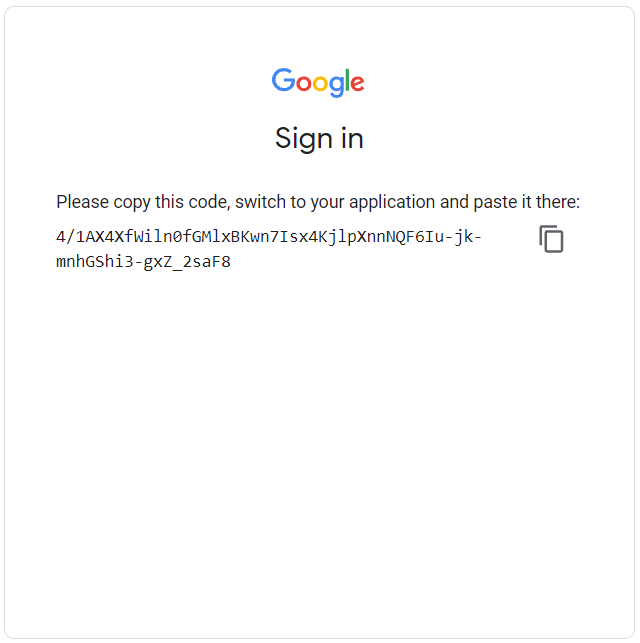 Google
Sign in
Please copy this code, switch to your application and paste it there:
4/1AX4XfWiln0fGMlxBKwn7Isx4KjlpXnnNQF6Iu-jk-
mnhGShi3-gxZ_2saF8